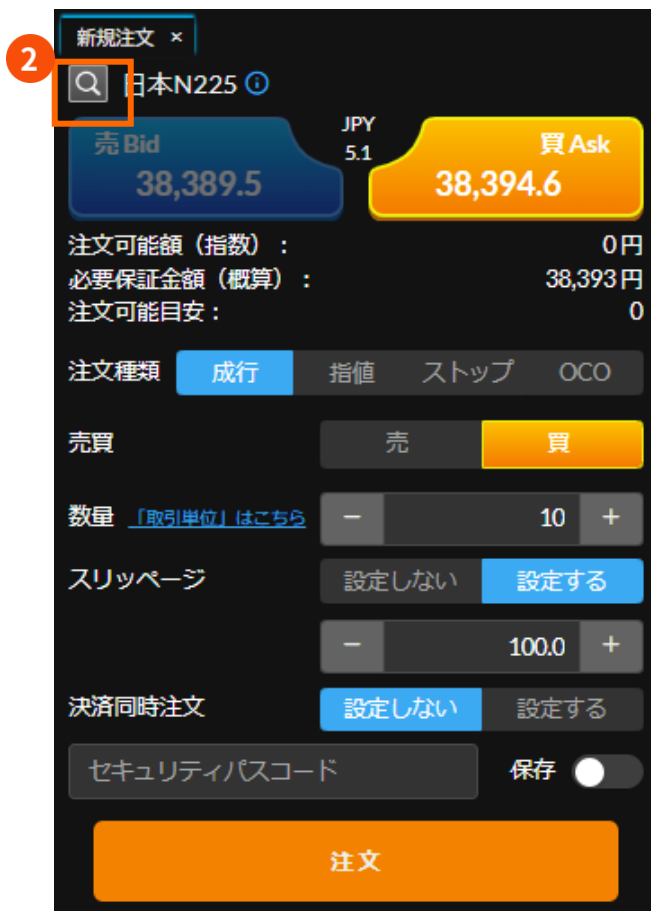 新規注文 ×
2
日本N225
JPY
売 Bid
5.1
買 Ask
38,389.5
38,394.6
注文可能額（指数）： 0円
必要保証金額（概算）： 38,393円
注文可能目安： 0
注文種類 成行 指値 ストップ OCO
売買 売 買
数量 「取引単位」はこちら － 10 +
スリッページ 設定しない 設定する
－ 100.0 +
決済同時注文 設定しない 設定する
セキュリティパスコード 保存
注文